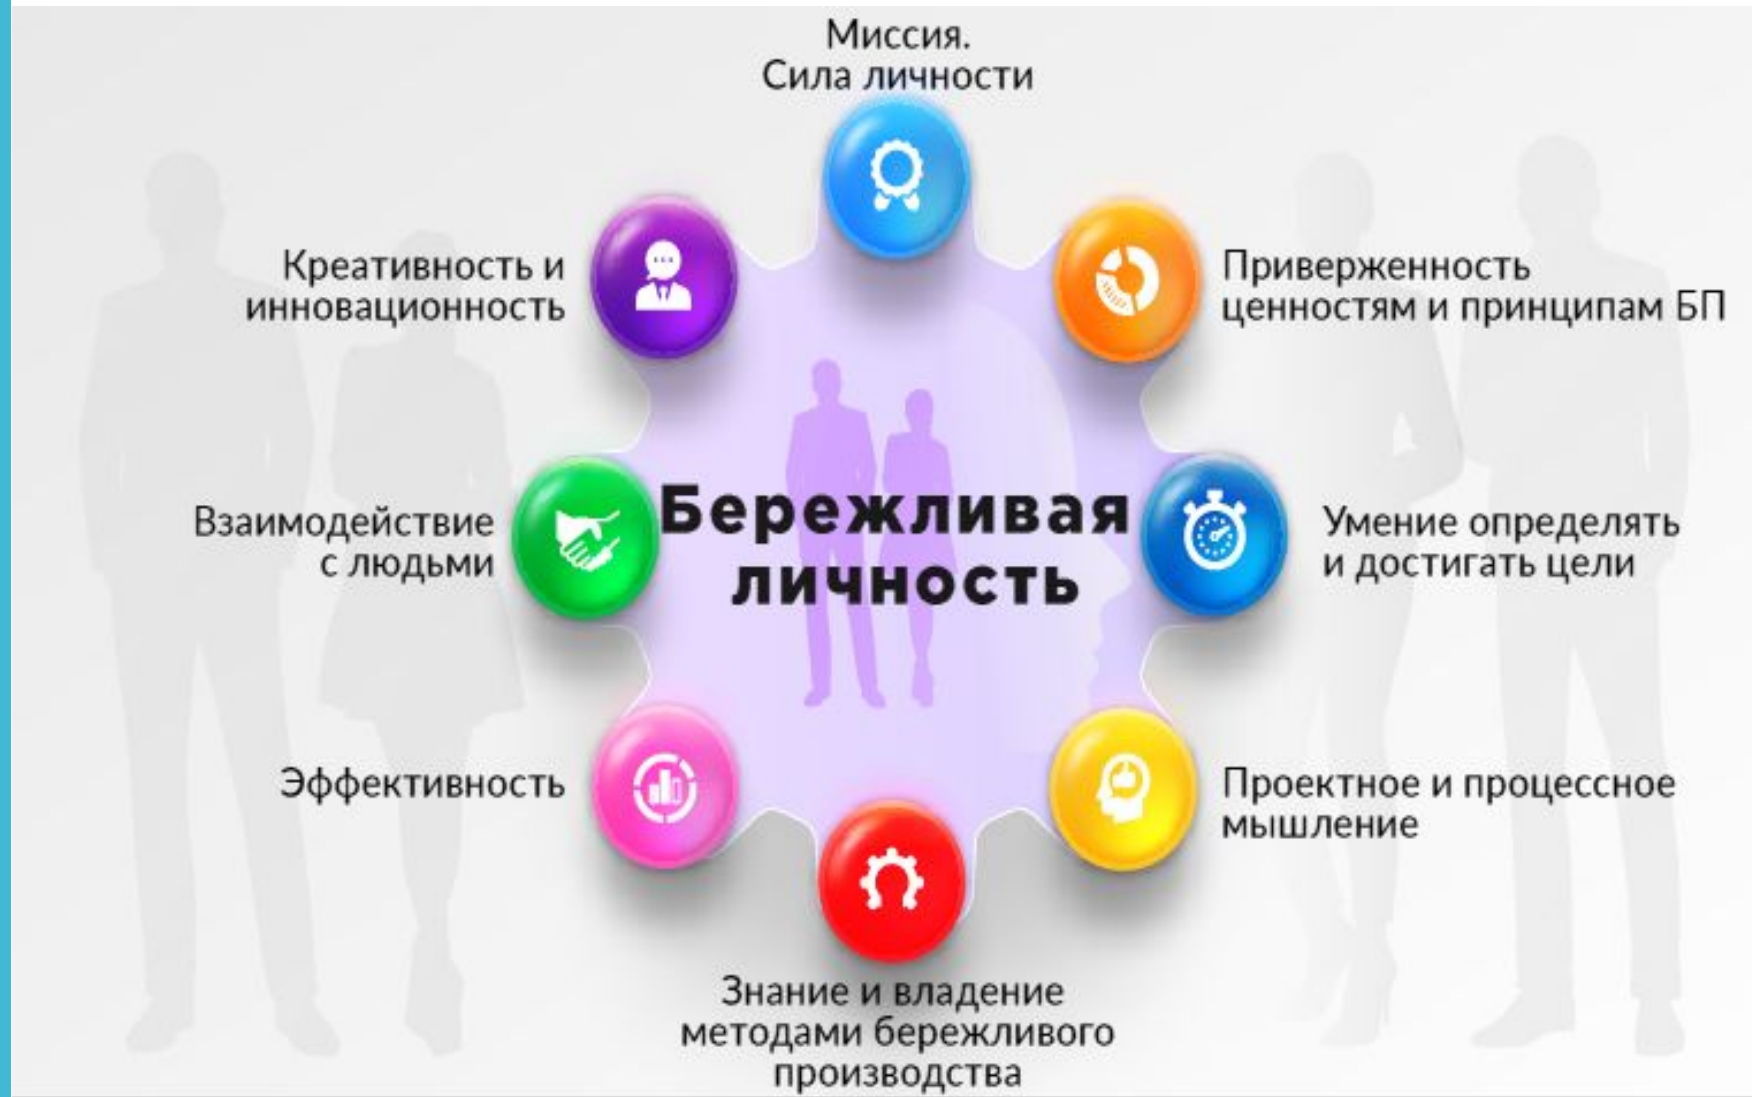 Миссия.
Сила личности
Креативность и
инновационность
Приверженность
ценностям и принципам БП
Взаимодействие
с людьми
Бережливая
личность
Умение определять
и достигать цели
Эффективность
Проектное и процессное
мышление
Знание и владение
методами бережливого
производства